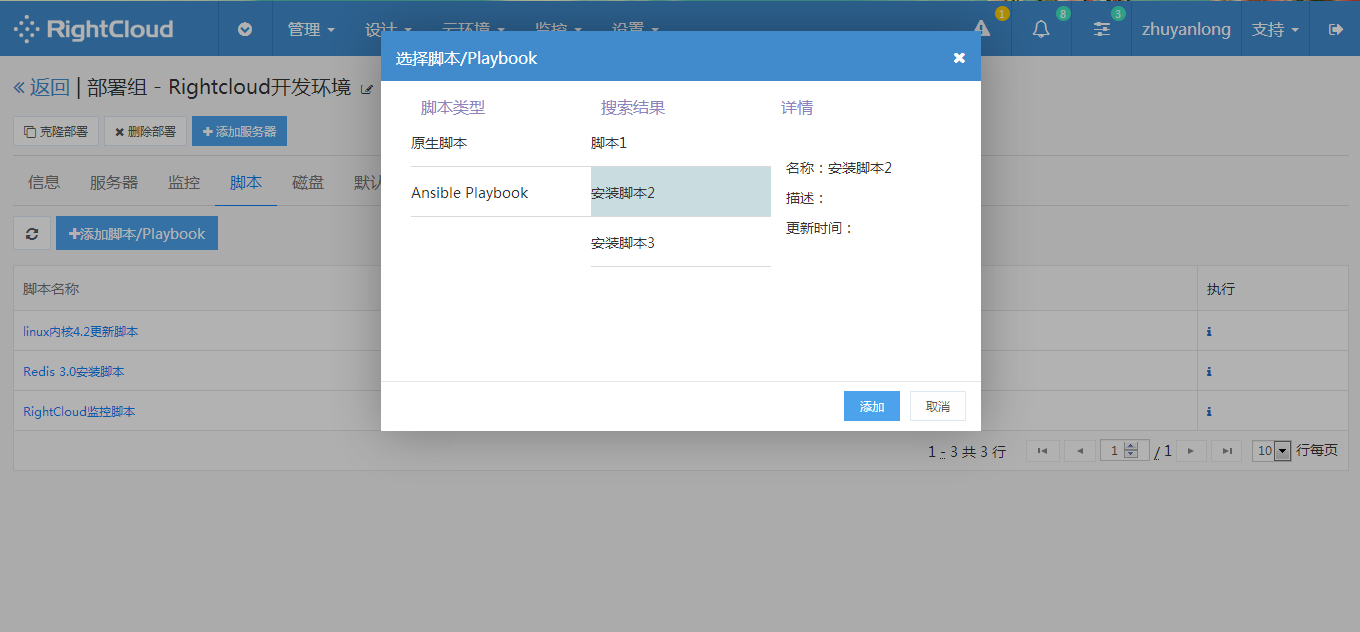 RightCloud 管理 设计 云环境 监控 设置 1 8 3 zhuyanlong 支持
选择脚本/Playbook
返回 | 部署组 - Rightcloud开发环境
脚本类型 搜索结果 详情
克隆部署 删除部署 添加服务器
原生脚本 脚本1
名称：安装脚本2
信息 服务器 监控 脚本 磁盘 默认
Ansible Playbook 安装脚本2
描述：
更新时间：
添加脚本/Playbook
安装脚本3
脚本名称 执行
linux内核4.2更新脚本
Redis 3.0安装脚本
添加 取消
RightCloud监控脚本
1 - 3 共 3 行 1 / 1 10 行每页